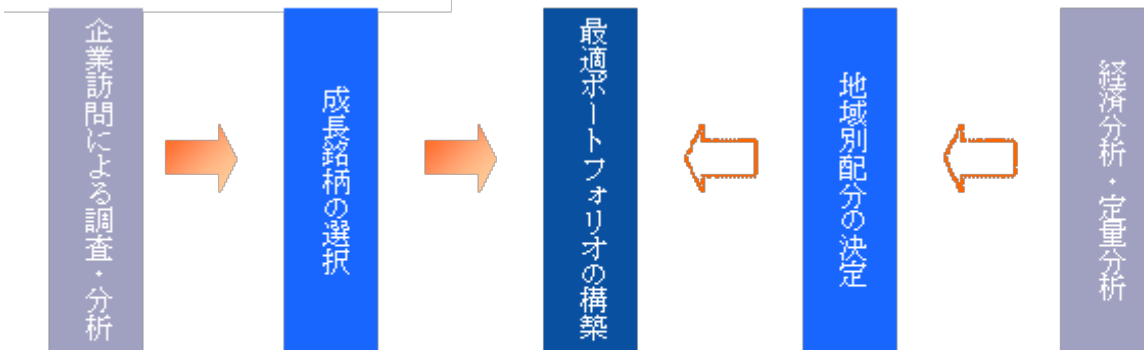 企業訪問による調査・分析
成長銘柄の選択
最適ポートフォリオの構築
地域別配分の決定
経済分析・定量分析